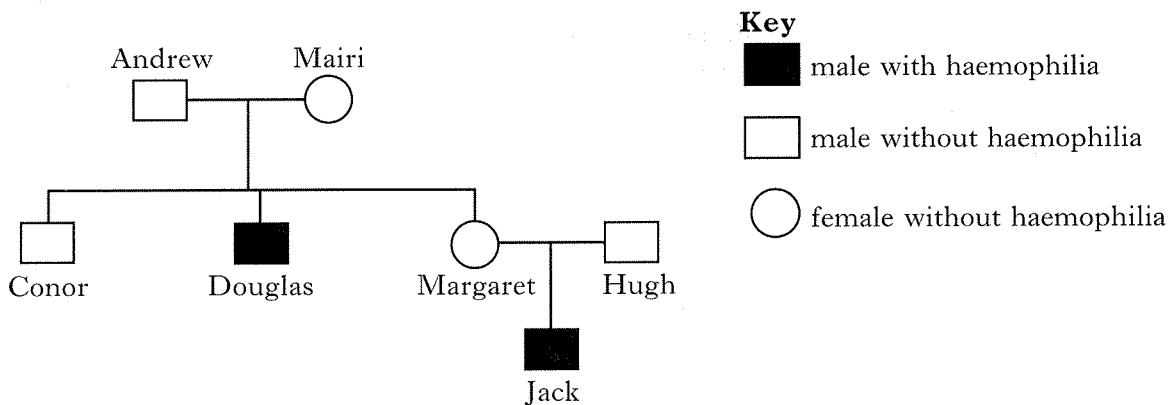 Key
Andrew
Mairi
male with haemophilia
male without haemophilia
female without haemophilia
Conor
Douglas
Margaret
Hugh
Jack